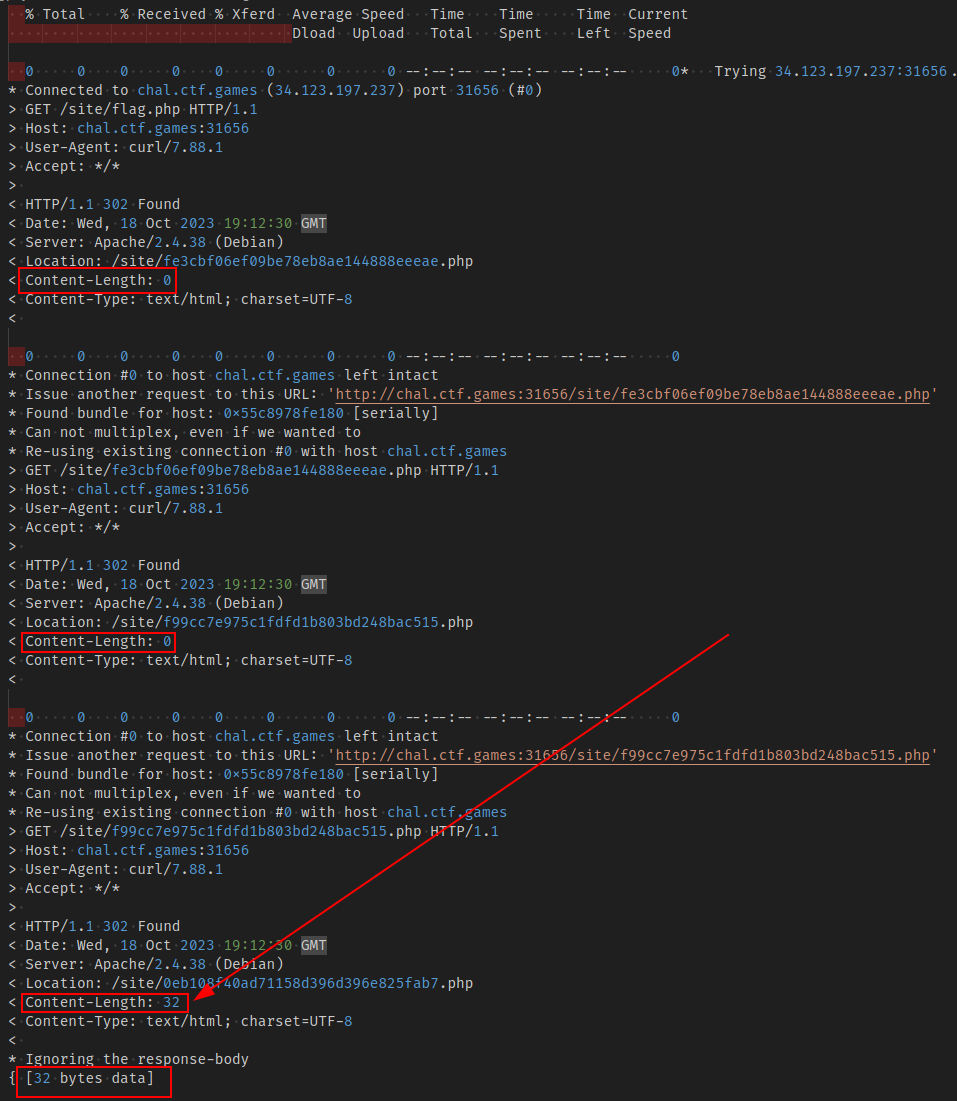 % Total % Received % Xferd Average Speed Time Time Time Current
Dload Upload Total Spent Left Speed
0 0 0 0 0 0 0 0 --:--:-- --:--:-- --:--:-- 0* Trying 34.123.197.237:31656.
* Connected to chal.ctf.games (34.123.197.237) port 31656 (#0)
> GET /site/flag.php HTTP/1.1
> Host: chal.ctf.games:31656
> User-Agent: curl/7.88.1
> Accept: */*
>
< HTTP/1.1 302 Found
< Date: Wed, 18 Oct 2023 19:12:30 GMT
< Server: Apache/2.4.38 (Debian)
< Location: /site/fe3cbf06ef09be78eb8ae144888eeeae.php
< Content-Length: 0
< Content-Type: text/html; charset=UTF-8
<
0 0 0 0 0 0 0 0 --:--:-- --:--:-- --:--:-- 0
* Connection #0 to host chal.ctf.games left intact
* Issue another request to this URL: 'http://chal.ctf.games:31656/site/fe3cbf06ef09be78eb8ae144888eeeae.php'
* Found bundle for host: 0x55c8978fe180 [serially]
* Can not multiplex, even if we wanted to
* Re-using existing connection #0 with host chal.ctf.games
> GET /site/fe3cbf06ef09be78eb8ae144888eeeae.php HTTP/1.1
> Host: chal.ctf.games:31656
> User-Agent: curl/7.88.1
> Accept: */*
>
< HTTP/1.1 302 Found
< Date: Wed, 18 Oct 2023 19:12:30 GMT
< Server: Apache/2.4.38 (Debian)
< Location: /site/f99cc7e975c1fdfd1b803bd248bac515.php
< Content-Length: 0
< Content-Type: text/html; charset=UTF-8
<
0 0 0 0 0 0 0 0 --:--:-- --:--:-- --:--:-- 0
* Connection #0 to host chal.ctf.games left intact
* Issue another request to this URL: 'http://chal.ctf.games:31656/site/f99cc7e975c1fdfd1b803bd248bac515.php'
* Found bundle for host: 0x55c8978fe180 [serially]
* Can not multiplex, even if we wanted to
* Re-using existing connection #0 with host chal.ctf.games
> GET /site/f99cc7e975c1fdfd1b803bd248bac515.php HTTP/1.1
> Host: chal.ctf.games:31656
> User-Agent: curl/7.88.1
> Accept: */*
>
< HTTP/1.1 302 Found
< Date: Wed, 18 Oct 2023 19:12:30 GMT
< Server: Apache/2.4.38 (Debian)
< Location: /site/0eb108f40ad71158d396d396e825fab7.php
< Content-Length: 32
< Content-Type: text/html; charset=UTF-8
<
* Ignoring the response-body
{ [32 bytes data]